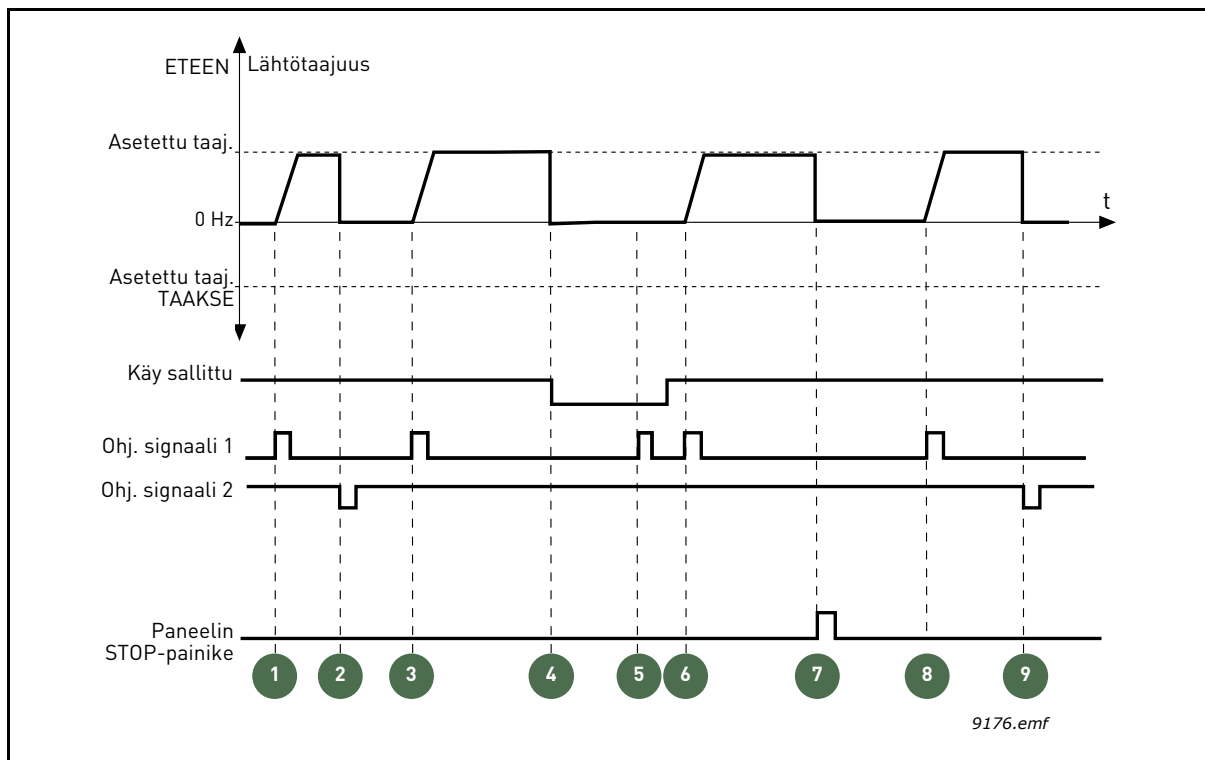 ETEEN
Lähtötaajuus
Asetettu taaj.
0 Hz
t
Asetettu taaj.
TAAKSE
Käy sallittu
Ohj. signaali 1
Ohj. signaali 2
Paneelin
STOP-painike
1 2 3 4 5 6 7 8 9
9176.emf